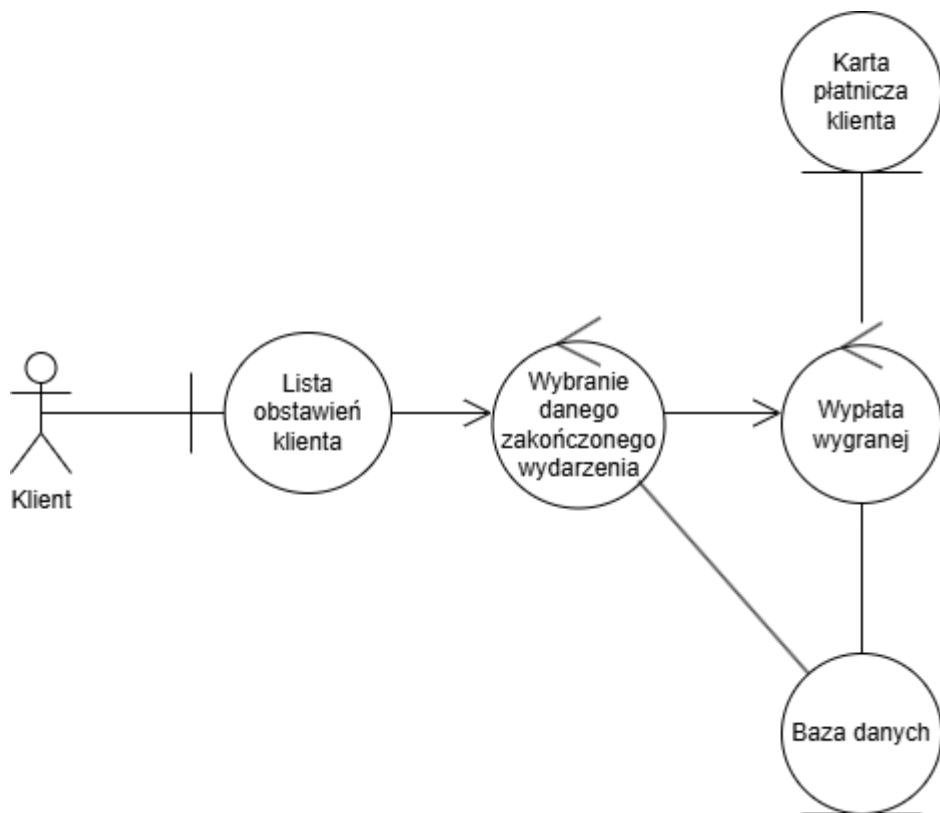 Karta
płatnicza
klienta
Lista
obstawień
klienta
Wybranie
danego
zakończonego
wydarzenia
Wypłata
wygranej
Klient
Baza danych